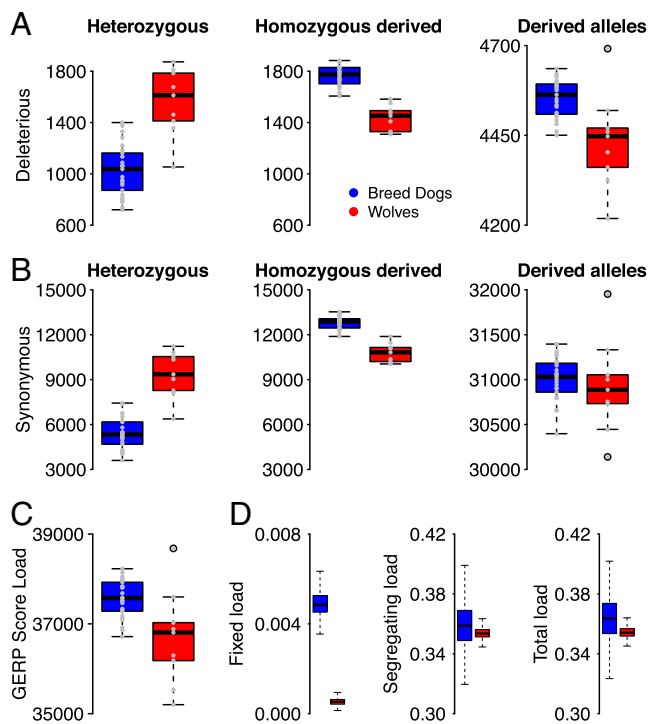 A
Heterozygous
Homozygous derived
Derived alleles
Deleterious
1800
1400
1000
600
1800
1400
1000
600
4700
4450
4200
Breed Dogs
Wolves
B
Heterozygous
Homozygous derived
Derived alleles
Synonymous
15000
12000
9000
6000
3000
15000
12000
9000
6000
3000
32000
31500
31000
30500
30000
C
GERP Score Load
39000
37000
35000
D
Fixed load
0.008
0.004
0.000
Segregating load
0.42
0.38
0.34
0.30
Total load
0.42
0.38
0.34
0.30